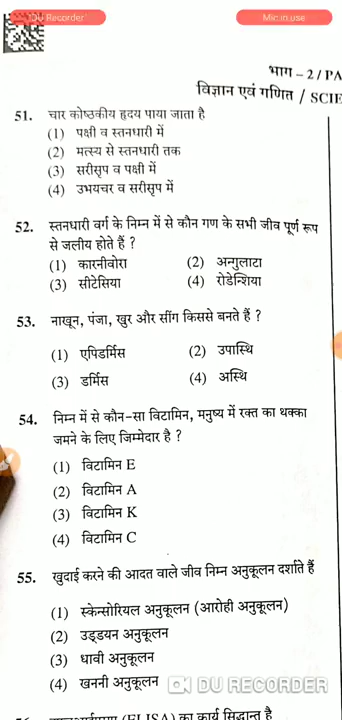 DU Recorder
Mic in use
भाग – 2 / PA
विज्ञान एवं गणित / SCIE
51. चार कोष्ठकीय हृदय पाया जाता है
(1) पक्षी व स्तनधारी में
(2) मत्स्य से स्तनधारी तक
(3) सरीसृप व पक्षी में
(4) उभयचर व सरीसृप में
52. स्तनधारी वर्ग के निम्न में से कौन गण के सभी जीव पूर्ण रूप
से जलीय होते हैं ?
(1) कारनीवोरा (2) अन्गुलाटा
(3) सीटेसिया (4) रोडेन्शिया
53. नाखून, पंजा, खुर और सींग किससे बनते हैं ?
(1) एपिडर्मिस (2) उपास्थि
(3) डर्मिस (4) अस्थि
54. निम्न में से कौन-सा विटामिन, मनुष्य में रक्त का थक्का
जमने के लिए जिम्मेदार है ?
(1) विटामिन E
(2) विटामिन A
(3) विटामिन K
(4) विटामिन C
55. खुदाई करने की आदत वाले जीव निम्न अनुकूलन दर्शाते हैं
(1) स्केन्सोरियल अनुकूलन (आरोही अनुकूलन)
(2) उड्डयन अनुकूलन
(3) धावी अनुकूलन
(4) खननी अनुकूलन
DU RECORDER
(ELISA) का कार्य सिद्धान्त है